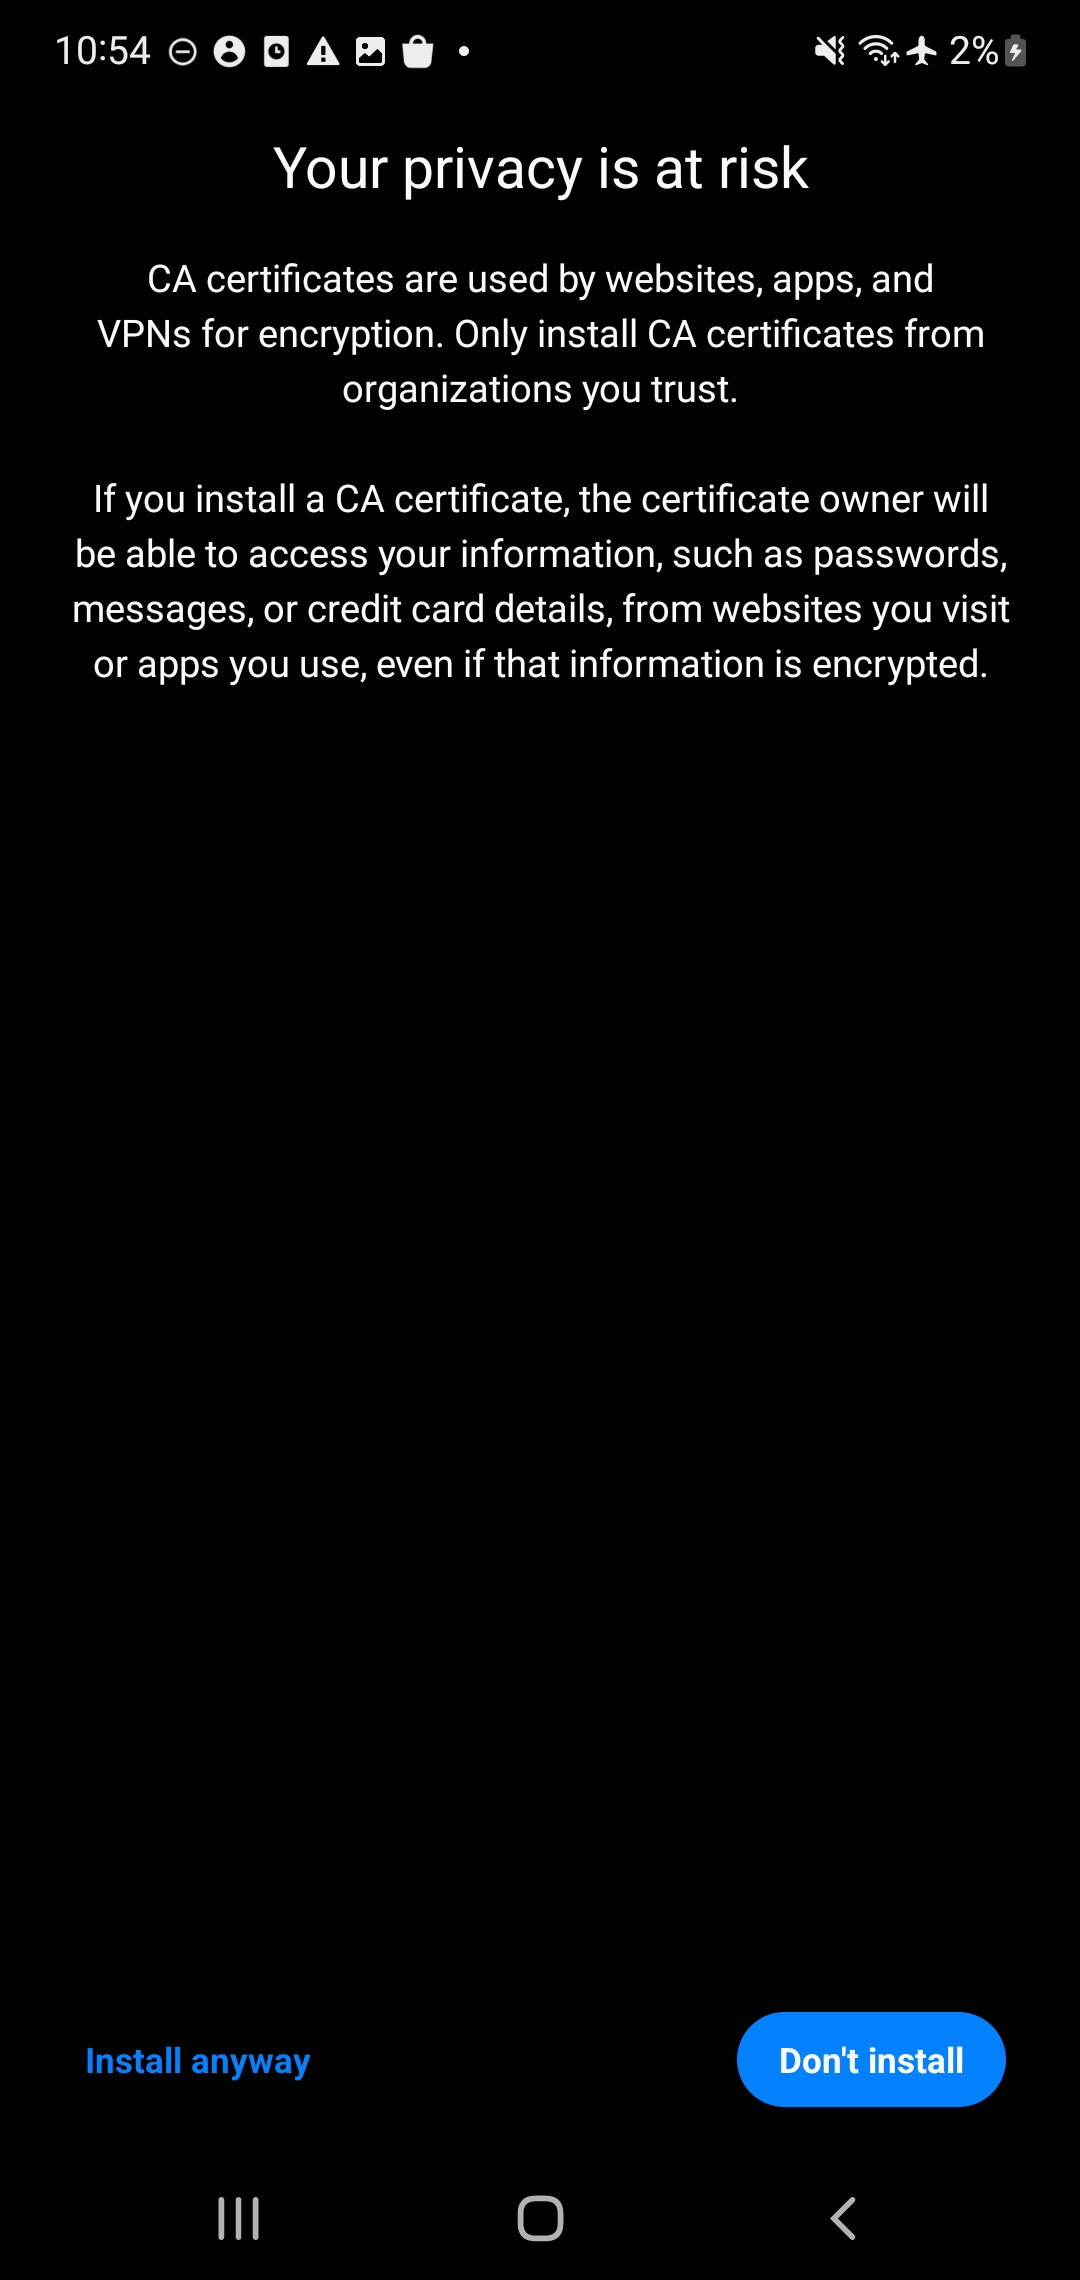 10:54
2%
Your privacy is at risk
CA certificates are used by websites, apps, and
VPNs for encryption. Only install CA certificates from
organizations you trust.
If you install a CA certificate, the certificate owner will
be able to access your information, such as passwords,
messages, or credit card details, from websites you visit
or apps you use, even if that information is encrypted.
Install anyway
Don't install